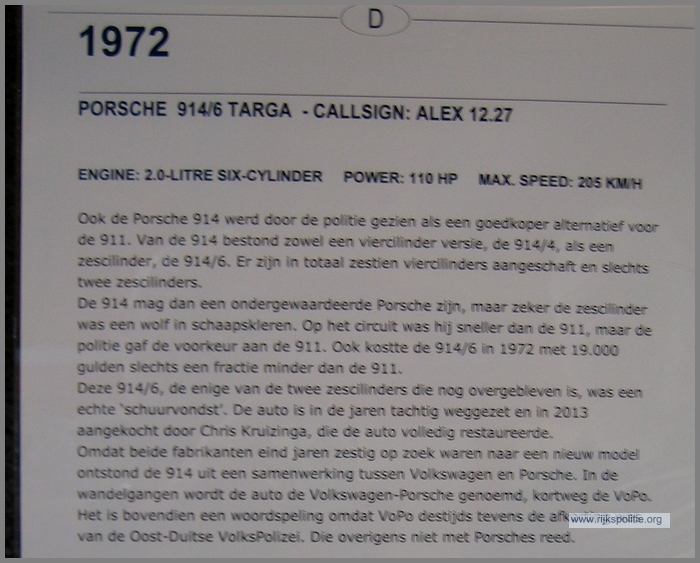 D
1972
PORSCHE 914/6 TARGA - CALLSIGN: ALEX 12.27
ENGINE: 2.0-LITRE SIX-CYLINDER POWER: 110 HP MAX. SPEED: 205 KM/H
Ook de Porsche 914 werd door de politie gezien als een goedkoper alternatief voor
de 911. Van de 914 bestond zowel een viercilinder versie, de 914/4, als een
zescilinder, de 914/6. Er zijn in totaal zestien viercilinders aangeschaft en slechts
twee zescilinders.
De 914 mag dan een ondergewaardeerde Porsche zijn, maar zeker de zescilinder
was een wolf in schaapskleren. Op het circuit was hij sneller dan de 911, maar de
politie gaf de voorkeur aan de 911. Ook kostte de 914/6 in 1972 met 19.000
gulden slechts een fractie minder dan de 911.
Deze 914/6, de enige van de twee zescilinders die nog overgebleven is, was een
echte 'schuurvondst'. De auto is in de jaren tachtig weggezet en in 2013
aangekocht door Chris Kruizinga, die de auto volledig restaureerde.
Omdat beide fabrikanten eind jaren zestig op zoek waren naar een nieuw model
ontstond de 914 uit een samenwerking tussen Volkswagen en Porsche. In de
wandelgangen wordt de auto de Volkswagen-Porsche genoemd, kortweg de VoPo.
Het is bovendien een woordspeling omdat VoPo destijds tevens de
www.rijkspolitie.org
van de Oost-Duitse VolksPolizei. Die overigens niet met Porsches reed.